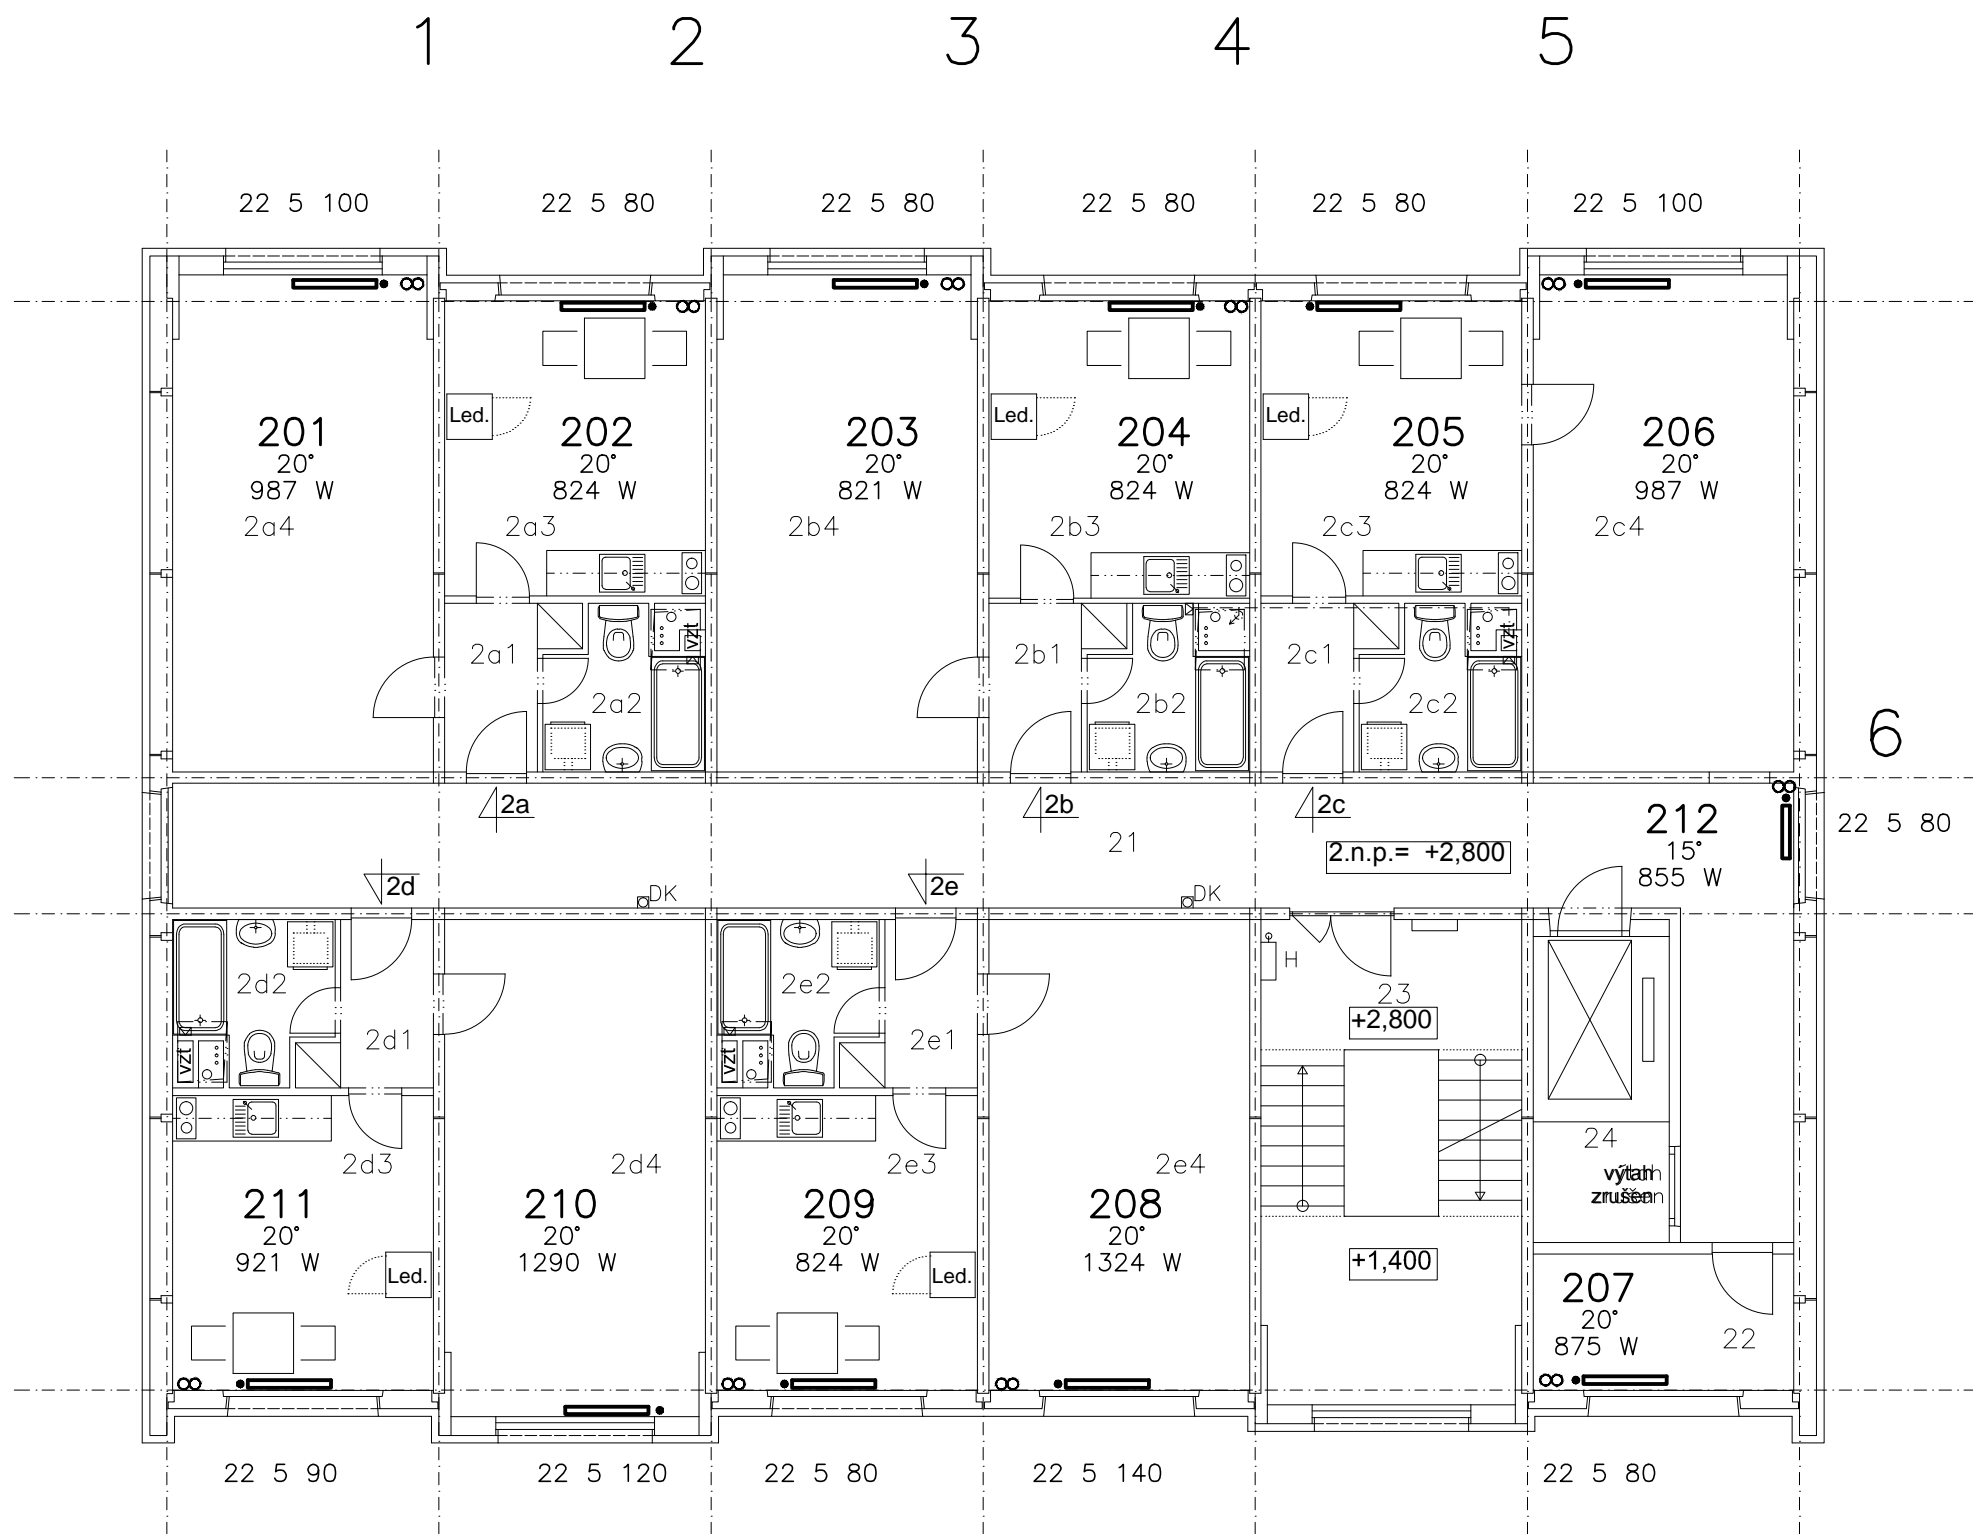 1 2 3 4 5
22 5 100 22 5 80 22 5 80 22 5 80 22 5 80 22 5 100
Led. Led. Led.
201 202 203 204 205 206
20° 20° 20° 20° 20° 20°
987 W 824 W 821 W 824 W 824 W 987 W
2a4 2a3 2b4 2b3 2c3 2c4
vzt vzt
2a1 2b1 2c1
2a2 2b2 2c2
6
2a 2b 2c
212 22 5 80
21
15°
2.n.p.= +2,800
855 W
2d 2e
DK DK
H
2d2 2e2
23
+2,800
2d1 2e1
vzt vzt
24
2d3 2d4 2e3 2e4
výtah
zrušen
211 210 209 208
20° 20° 20° 20°
921 W 1290 W 824 W 1324 W
+1,400
Led. Led.
207
20°
875 W
22
22 5 90 22 5 120 22 5 80 22 5 140 22 5 80